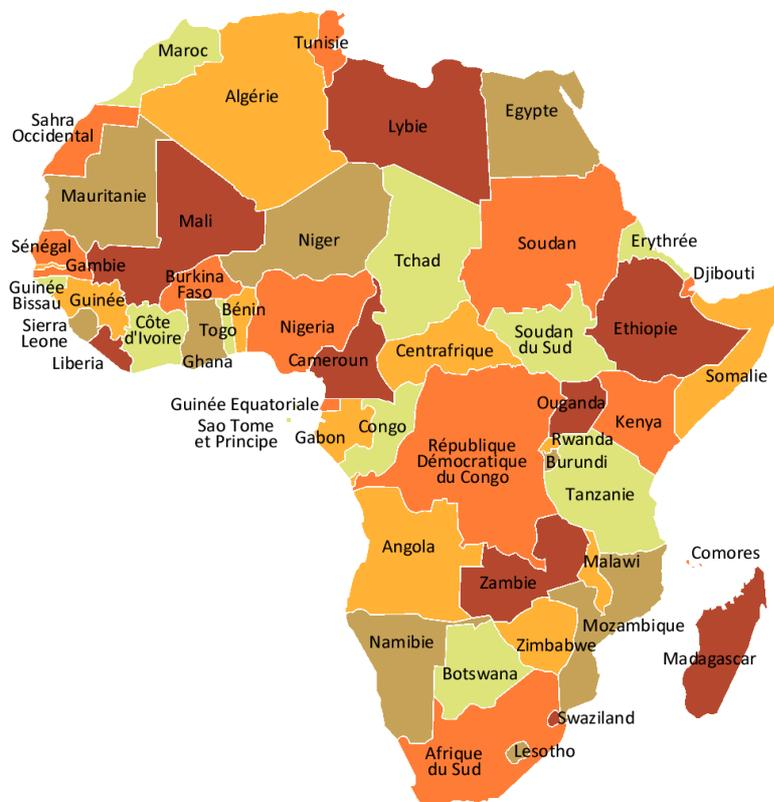 Maroc
Tunisie
Algérie
Lybie
Egypte
Sahra
Occidental
Mauritanie
Mali
Niger
Tchad
Soudan
Erythrée
Djibouti
Sénégal
Gambie
Guinée
Bissau
Guinée
Burkina
Faso
Bénin
Sierra
Leone
Côte
d'Ivoire
Togo
Ghana
Liberia
Nigeria
Cameroun
Centrafrique
Soudan
du Sud
Ethiopie
Somalie
Guinée Equatoriale
Sao Tome
et Principe
Gabon
Congo
République
Démocratique
du Congo
Ouganda
Kenya
Rwanda
Burundi
Tanzanie
Angola
Zambie
Malawi
Comores
Mozambique
Namibie
Zimbabwe
Botswana
Madagascar
Swaziland
Lesotho
Afrique
du Sud